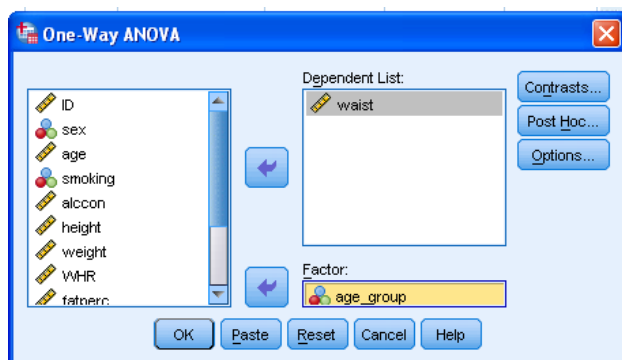 One-Way ANOVA
ID
sex
age
smoking
alccon
height
weight
WHR
fatperc
Dependent List:
waist
Factor:
age_group
Contrasts...
Post Hoc...
Options...
OK Paste Reset Cancel Help